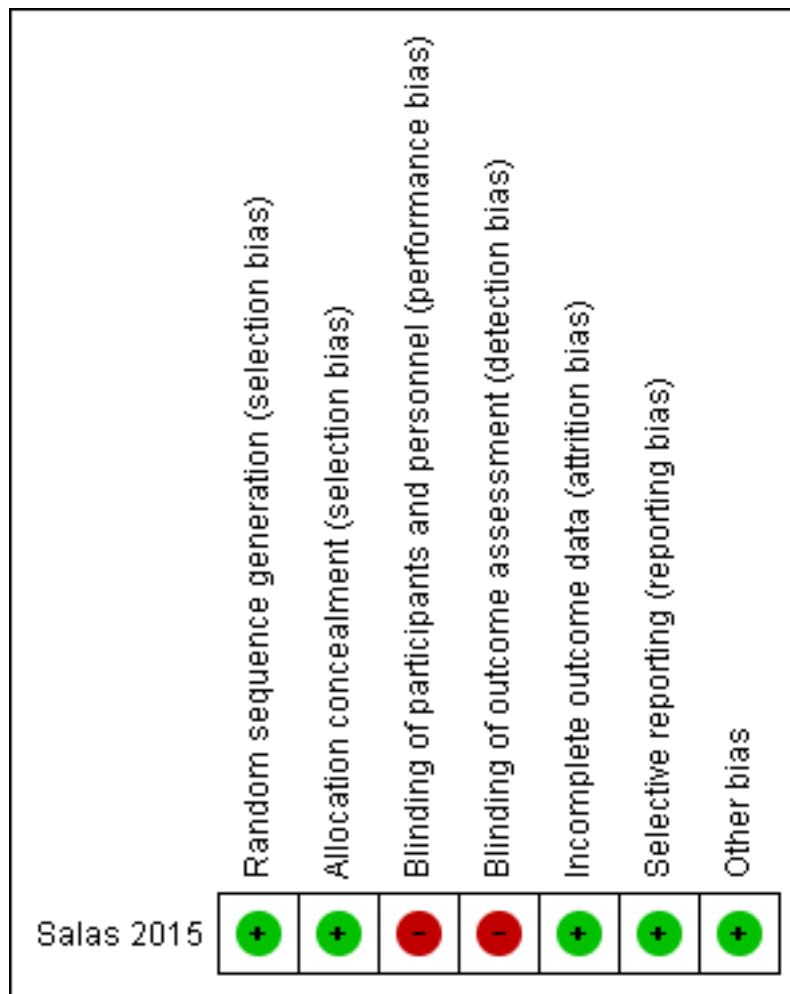 Random sequence generation (selection bias)
Allocation concealment (selection bias)
Blinding of participants and personnel (performance bias)
Blinding of outcome assessment (detection bias)
Incomplete outcome data (attrition bias)
Selective reporting (reporting bias)
Other bias
Salas 2015 + + - - + + +